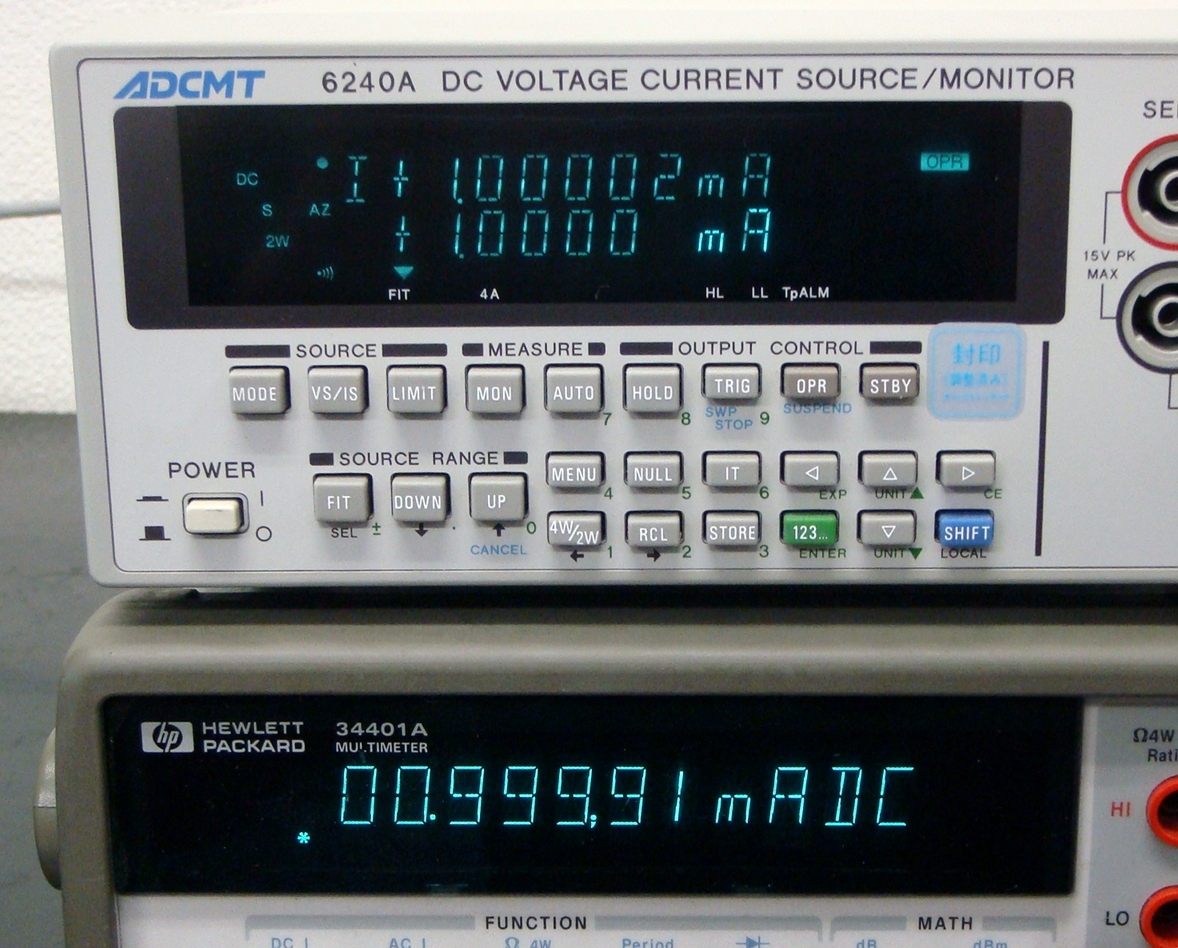 ADCMT 6240A DC VOLTAGE CURRENT SOURCE/MONITOR
DC I + 1.00002 mA OPR
S AZ
2W + 1.0000 mA
FIT 4A HL LL TpALM
15V PK
MAX
SOURCE MEASURE OUTPUT CONTROL
封印
MODE VS/IS LIMIT MON AUTO 7 HOLD 8 TRIG 9 OPR STBY
SWP STOP SUSPEND
POWER
SOURCE RANGE
MENU 4 NULL 5 IT 6 ◁ EXP △ UNIT▲ ▷ CE
FIT DOWN UP
SEL ± 0
CANCEL
4W/2W 1 RCL 2 STORE 3 123... ENTER ▽ UNIT▼ SHIFT LOCAL
hp HEWLETT PACKARD 34401A MULTIMETER
00.999,91 mADC
*
Ω4W
HI
LO
FUNCTION MATH
DC I AC I Ω 4W Period dB dBm